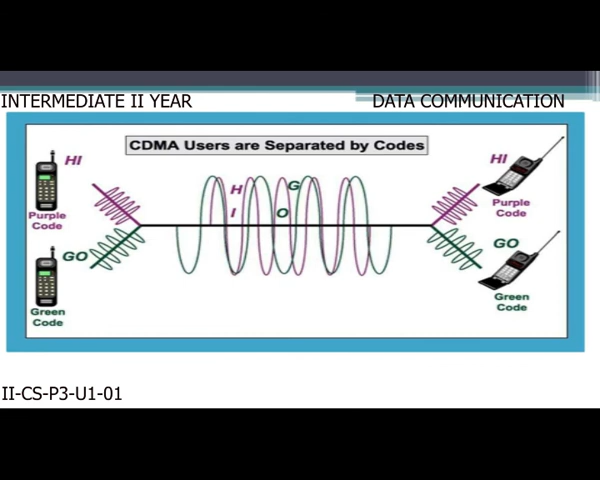 INTERMEDIATE II YEAR
DATA COMMUNICATION
CDMA Users are Separated by Codes
HI
Purple
Code
GO
Green
Code
H
G
I
O
HI
Purple
Code
GO
Green
Code
II-CS-P3-U1-01